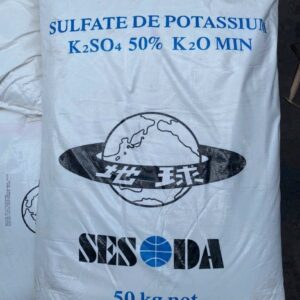 SULFATE DE POTASSIUM
K₂SO₄ 50% K₂O MIN
地球
SESODA
50 kg net